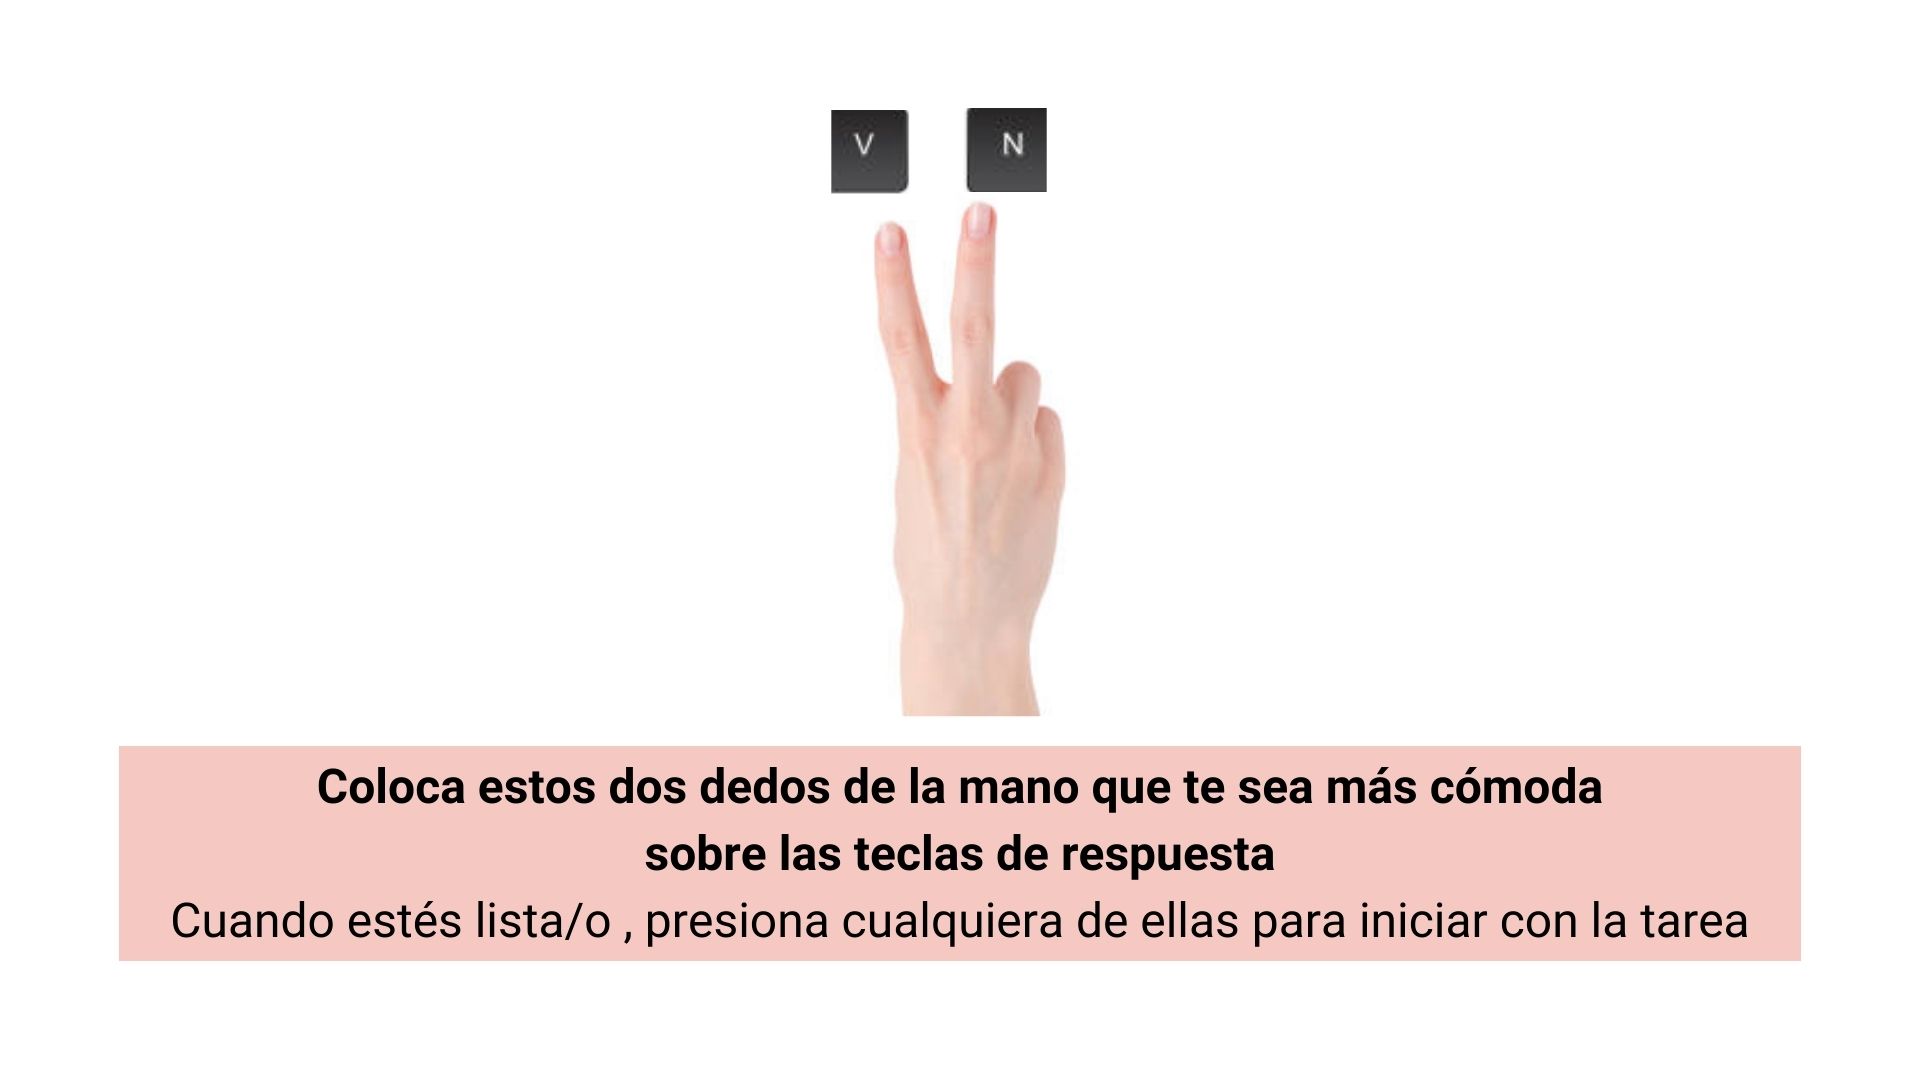 V N
Coloca estos dos dedos de la mano que te sea más cómoda
sobre las teclas de respuesta
Cuando estés lista/o , presiona cualquiera de ellas para iniciar con la tarea